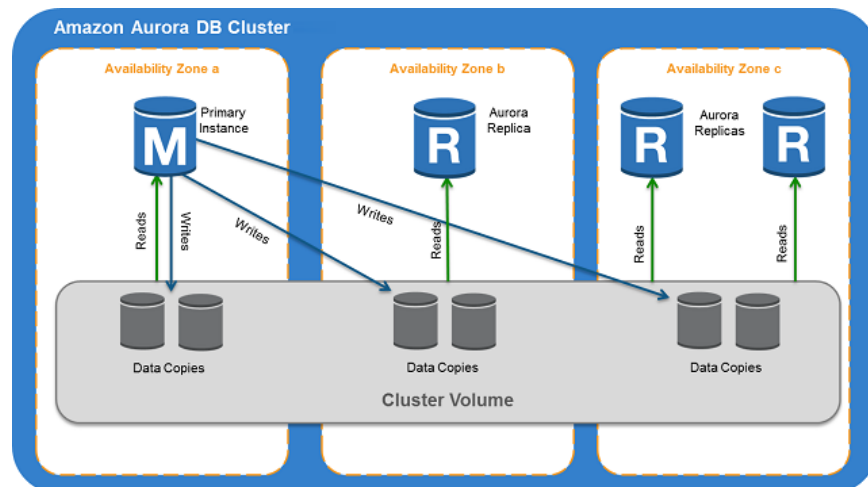 Amazon Aurora DB Cluster
Availability Zone a
Availability Zone b
Availability Zone c
M
Primary
Instance
R
Aurora
Replica
R
Aurora
Replicas
R
Reads
Writes
Writes
Reads
Writes
Reads
Reads
Data Copies
Data Copies
Data Copies
Cluster Volume